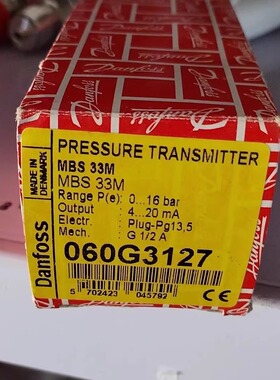 Danfoss
MADE IN
DENMARK
Danfoss
PRESSURE TRANSMITTER
MBS 33M
MBS 33M
Range P(e): 0...16 bar
Output : 4...20 mA
Electr. : Plug-Pg13,5
Mech. : G 1/2 A
060G3127
5 702423 045792
CE